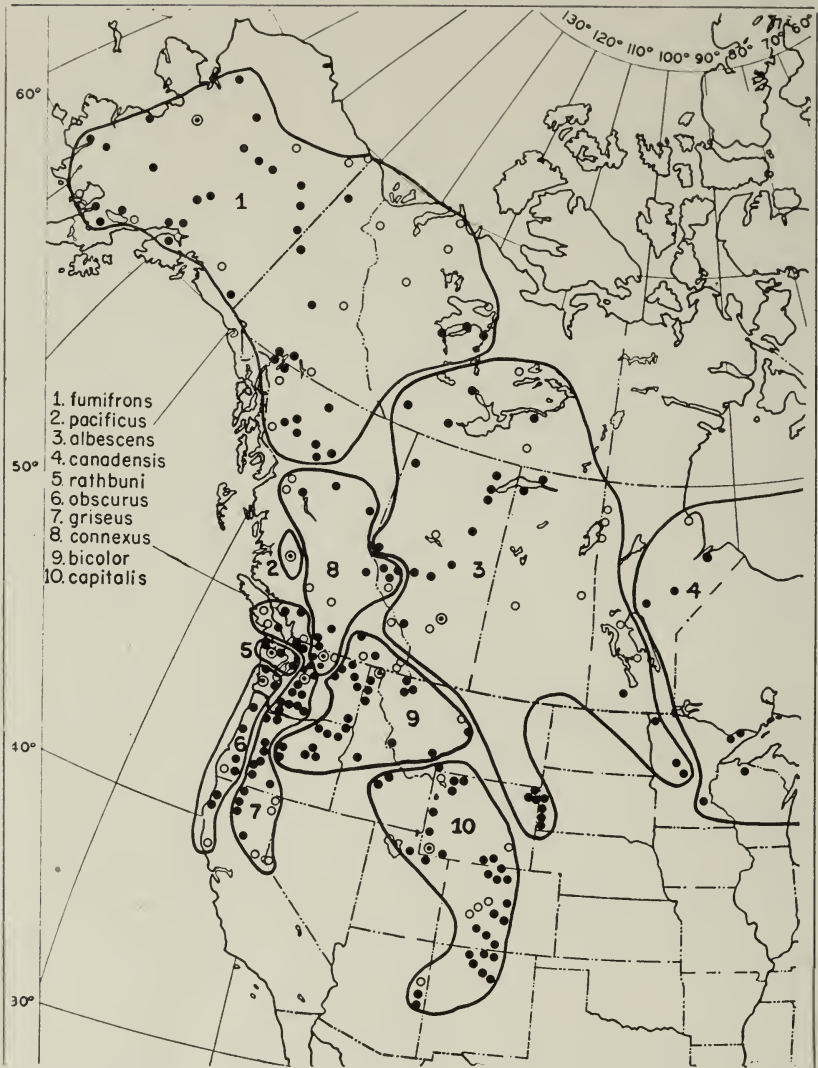 130° 120° 110° 100° 90° 80° 70° 60°
60°
50°
40°
30°
1. fumifrons
2. pacificus
3. albescens
4. canadensis
5. rathbuni
6. obscurus
7. griseus
8. connexus
9. bicolor
10. capitalis
1
2
8
3
4
5
9
6
7
10